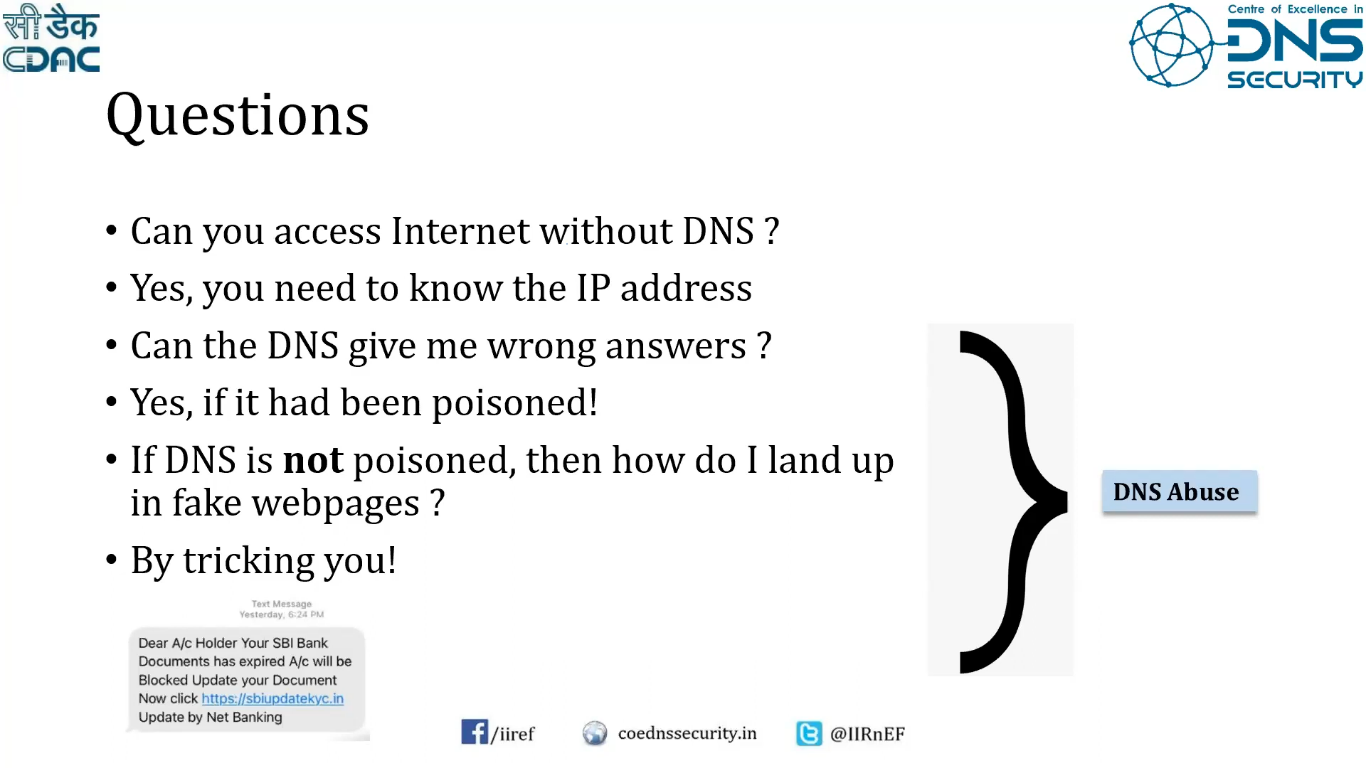 सी डैक
CDAC
Centre of Excellence in
DNS
SECURITY
Questions
• Can you access Internet without DNS ?
• Yes, you need to know the IP address
• Can the DNS give me wrong answers ?
• Yes, if it had been poisoned!
• If DNS is not poisoned, then how do I land up
in fake webpages ?
• By tricking you!
DNS Abuse
Text Message
Yesterday, 6:24 PM
Dear A/c Holder Your SBI Bank
Documents has expired A/c will be
Blocked Update your Document
Now click https://sbiupdatekyc.in
Update by Net Banking
/iiref
coednssecurity.in
@IIRnEF